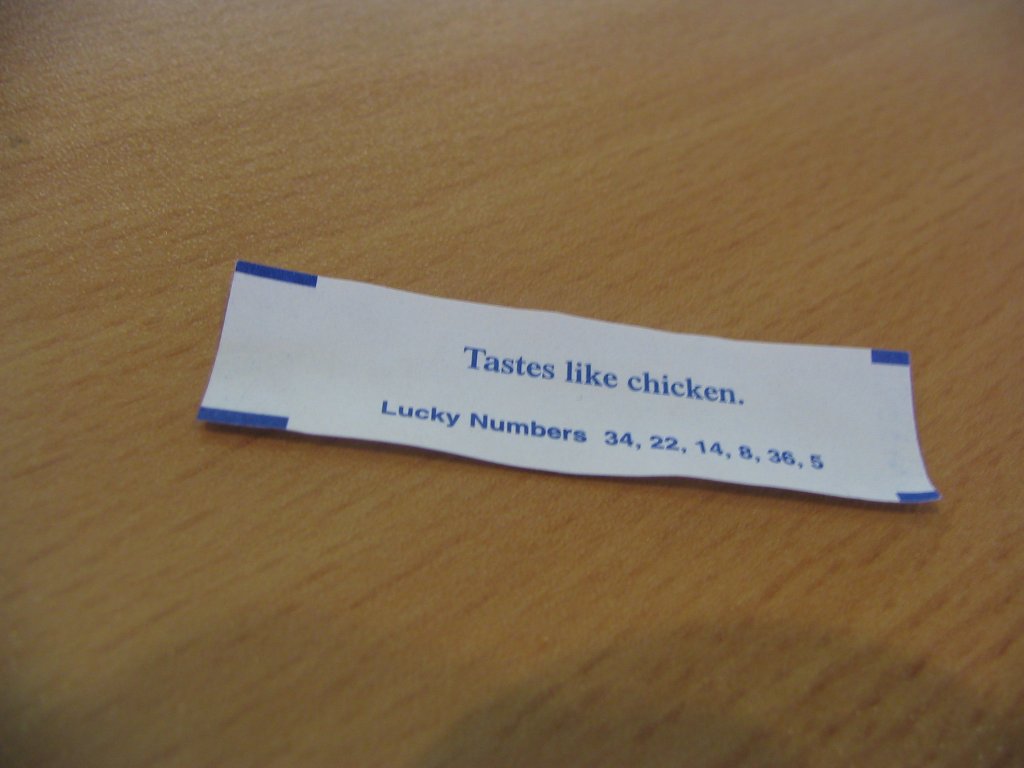 Tastes like chicken.
Lucky Numbers 34, 22, 14, 8, 36, 5